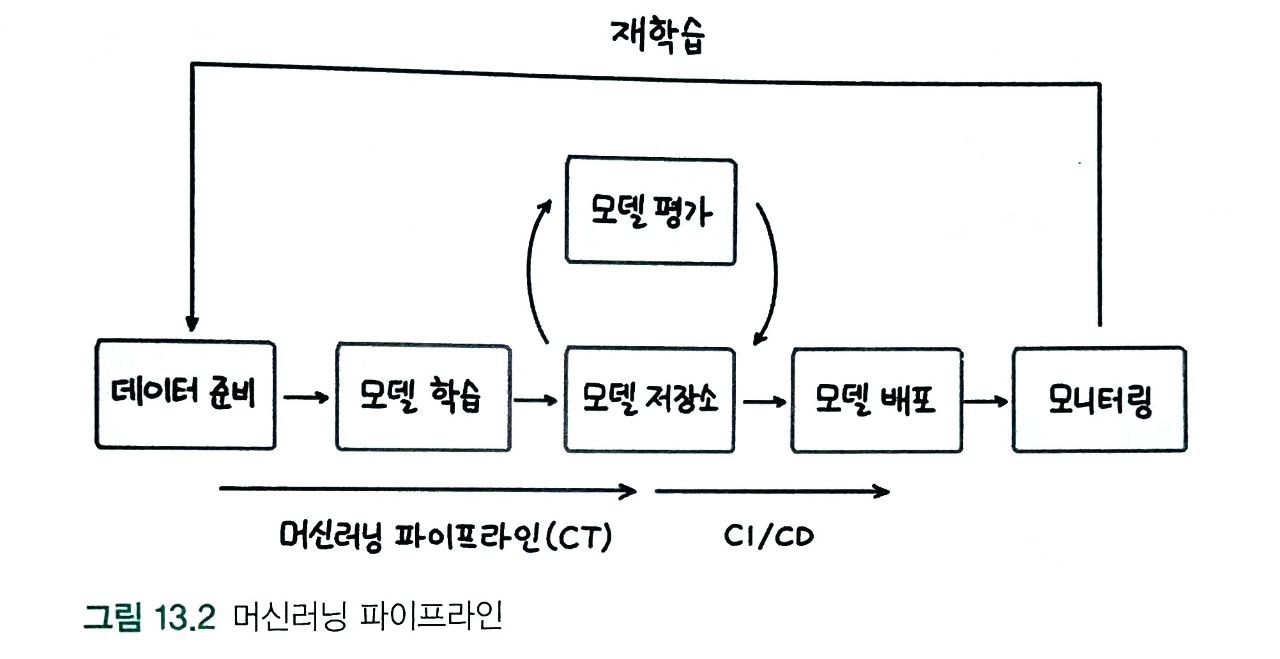 재학습
모델 평가
데이터 준비
모델 학습
모델 저장소
모델 배포
모니터링
머신러닝 파이프라인(CT)
CI/CD
그림 13.2 머신러닝 파이프라인